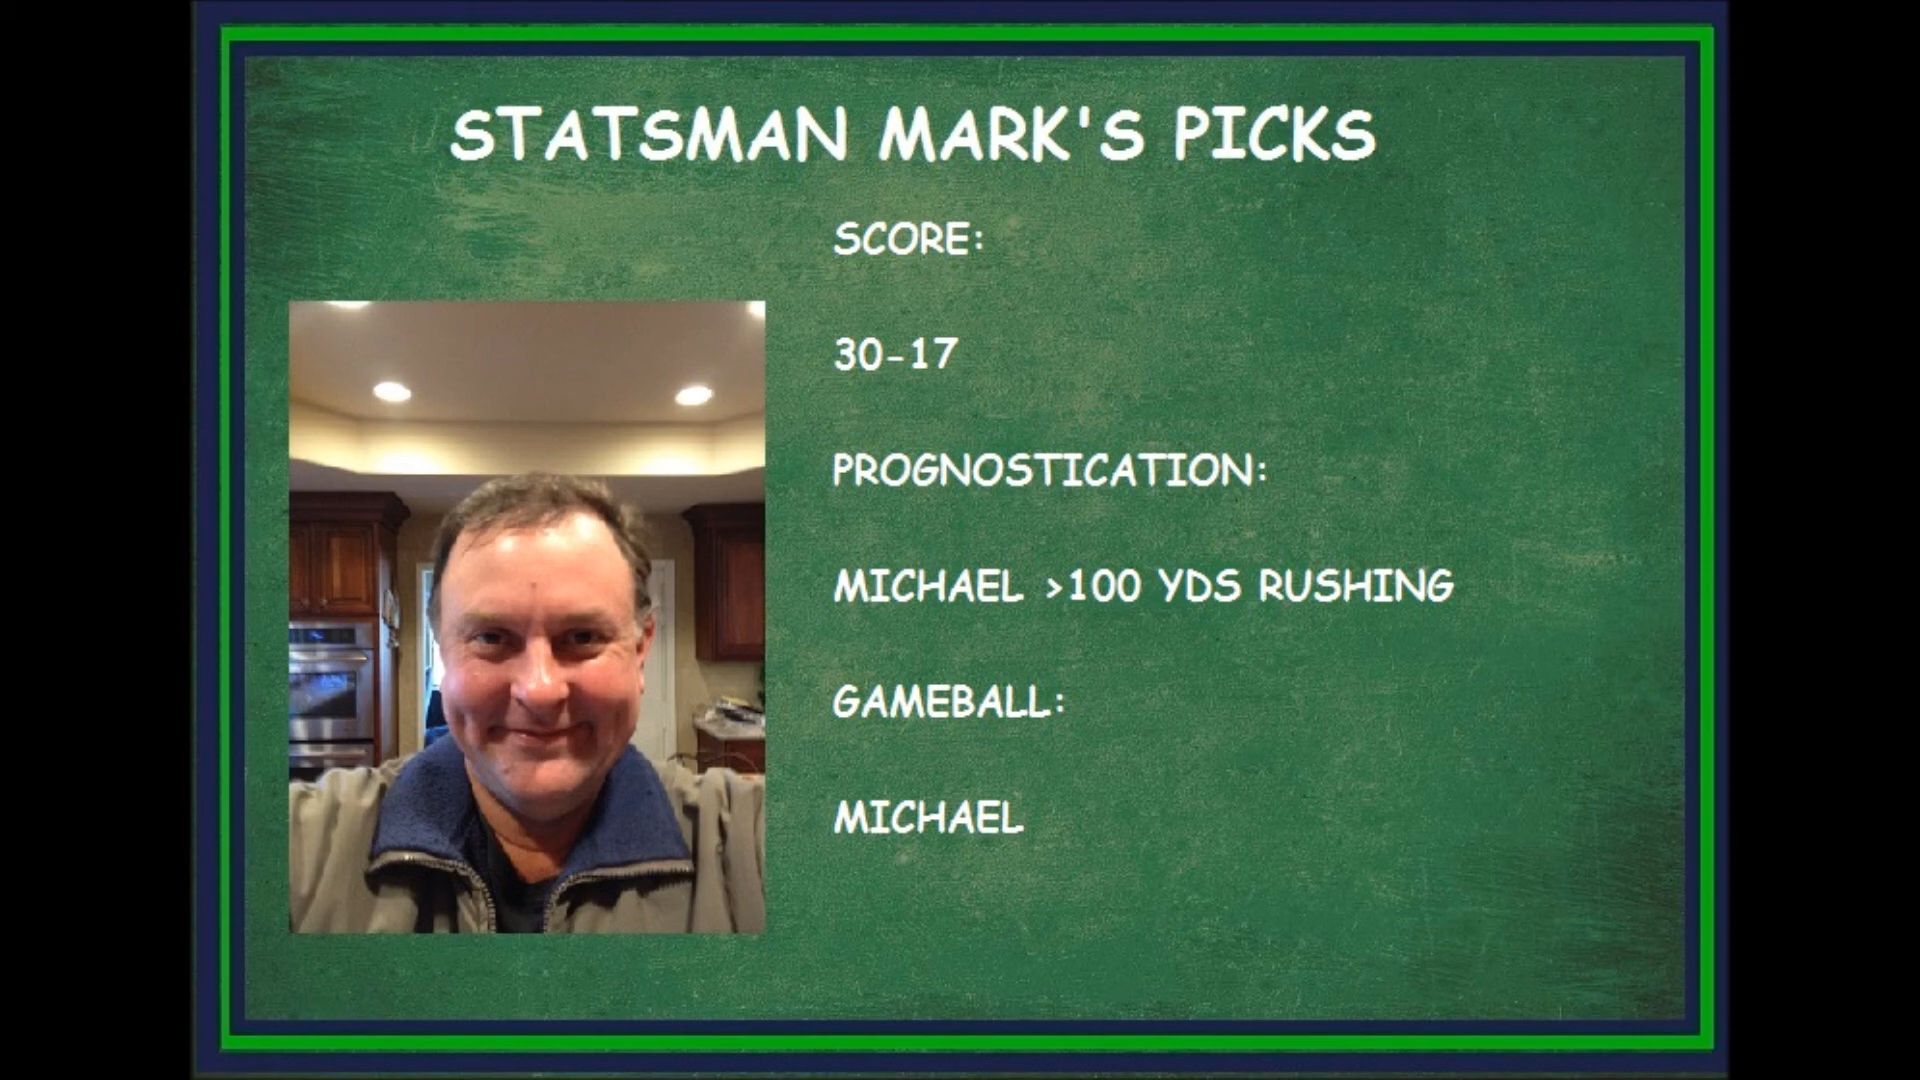 STATSMAN MARK'S PICKS
SCORE:
30-17
PROGNOSTICATION:
MICHAEL >100 YDS RUSHING
GAMEBALL:
MICHAEL